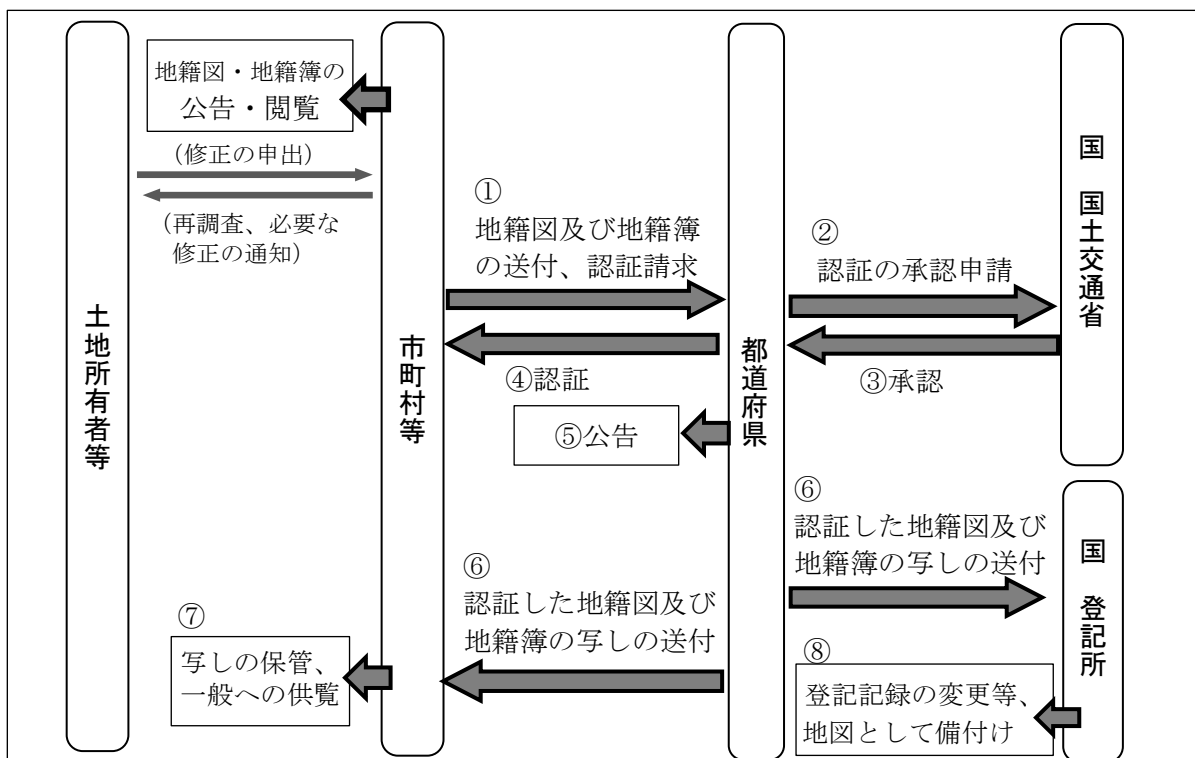 土地所有者等
地籍図・地籍簿の
公告・閲覧
(修正の申出)
(再調査、必要な
修正の通知)
市町村等
①
地籍図及び地籍簿
の送付、認証請求
④認証
⑤公告
都道府県
②
認証の承認申請
③承認
国 国土交通省
⑥
認証した地籍図及び
地籍簿の写しの送付
⑦
写しの保管、
一般への供覧
⑥
認証した地籍図及び
地籍簿の写しの送付
⑧
登記記録の変更等、
地図として備付け
国 登記所